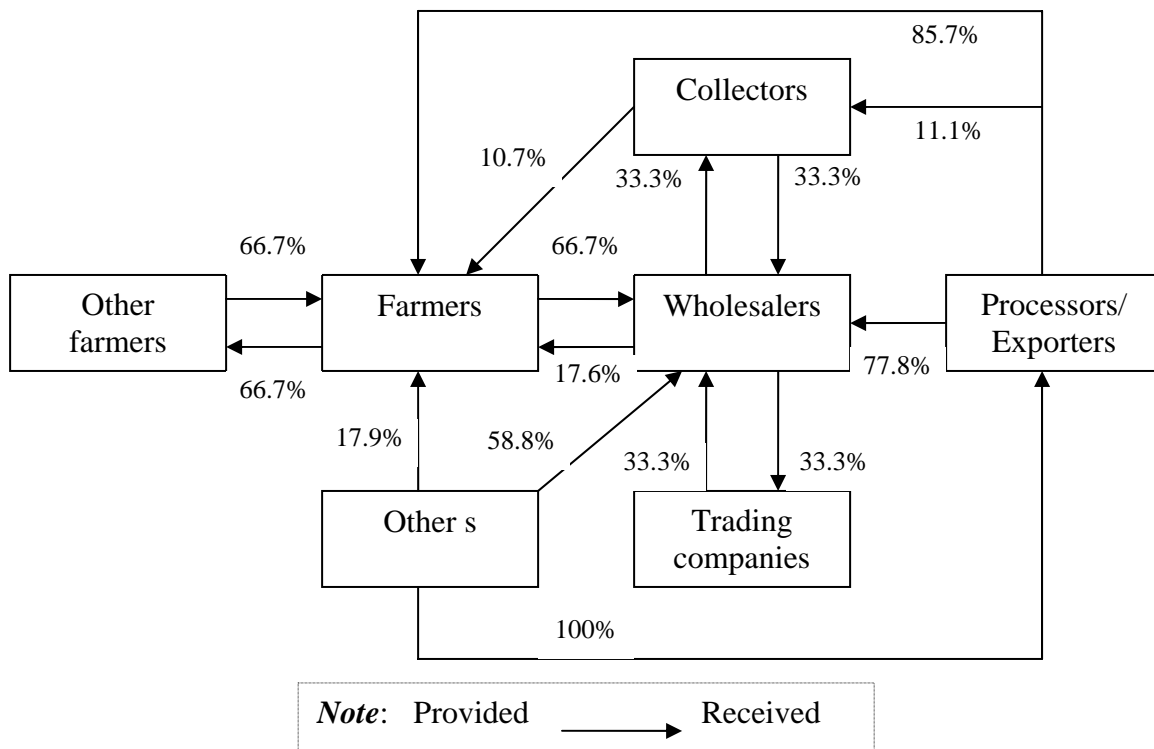 85.7%
Collectors
11.1%
10.7%
33.3%
33.3%
66.7%
66.7%
Other
farmers
Farmers
Wholesalers
Processors/
Exporters
66.7%
17.6%
77.8%
17.9%
58.8%
33.3%
33.3%
Other s
Trading
companies
100%
Note: Provided Received